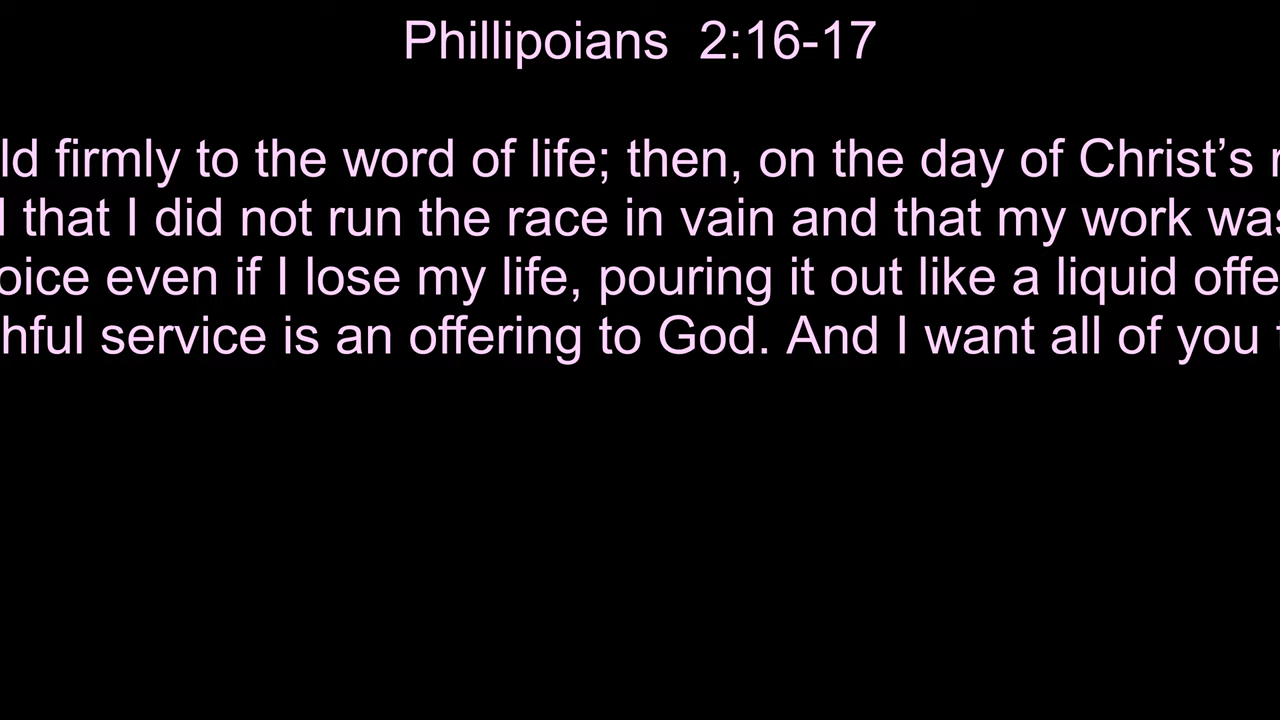 Phillipoians  2:16-17
ld firmly to the word of life; then, on the day of Christ’s
that I did not run the race in vain and that my work was
oice even if I lose my life, pouring it out like a liquid offe
hful service is an offering to God. And I want all of you